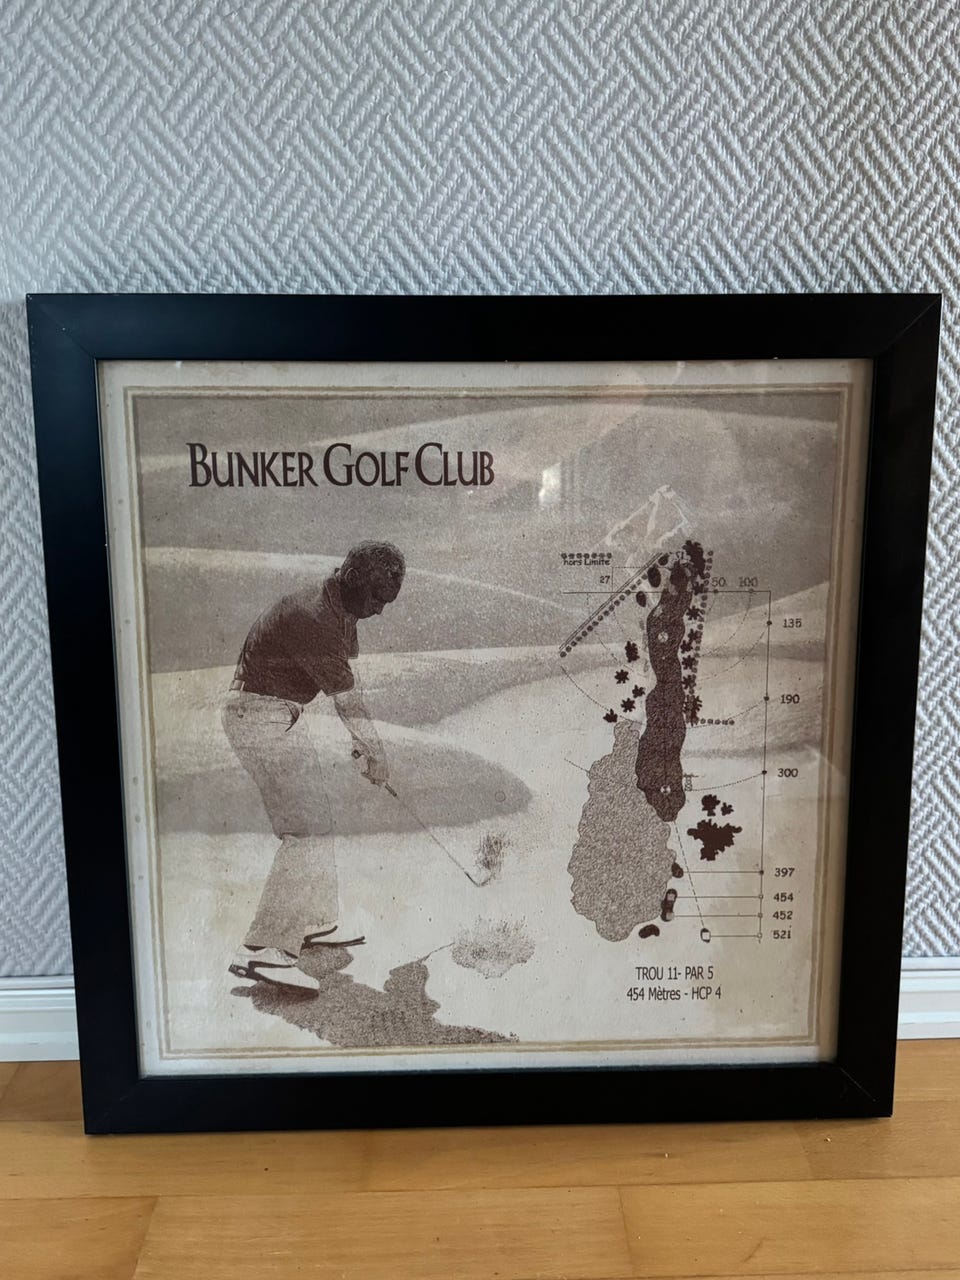 BUNKER GOLF CLUB
hors Limite
27
50 100
135
190
300
397
454
452
521
TROU 11- PAR 5
454 Mètres - HCP 4